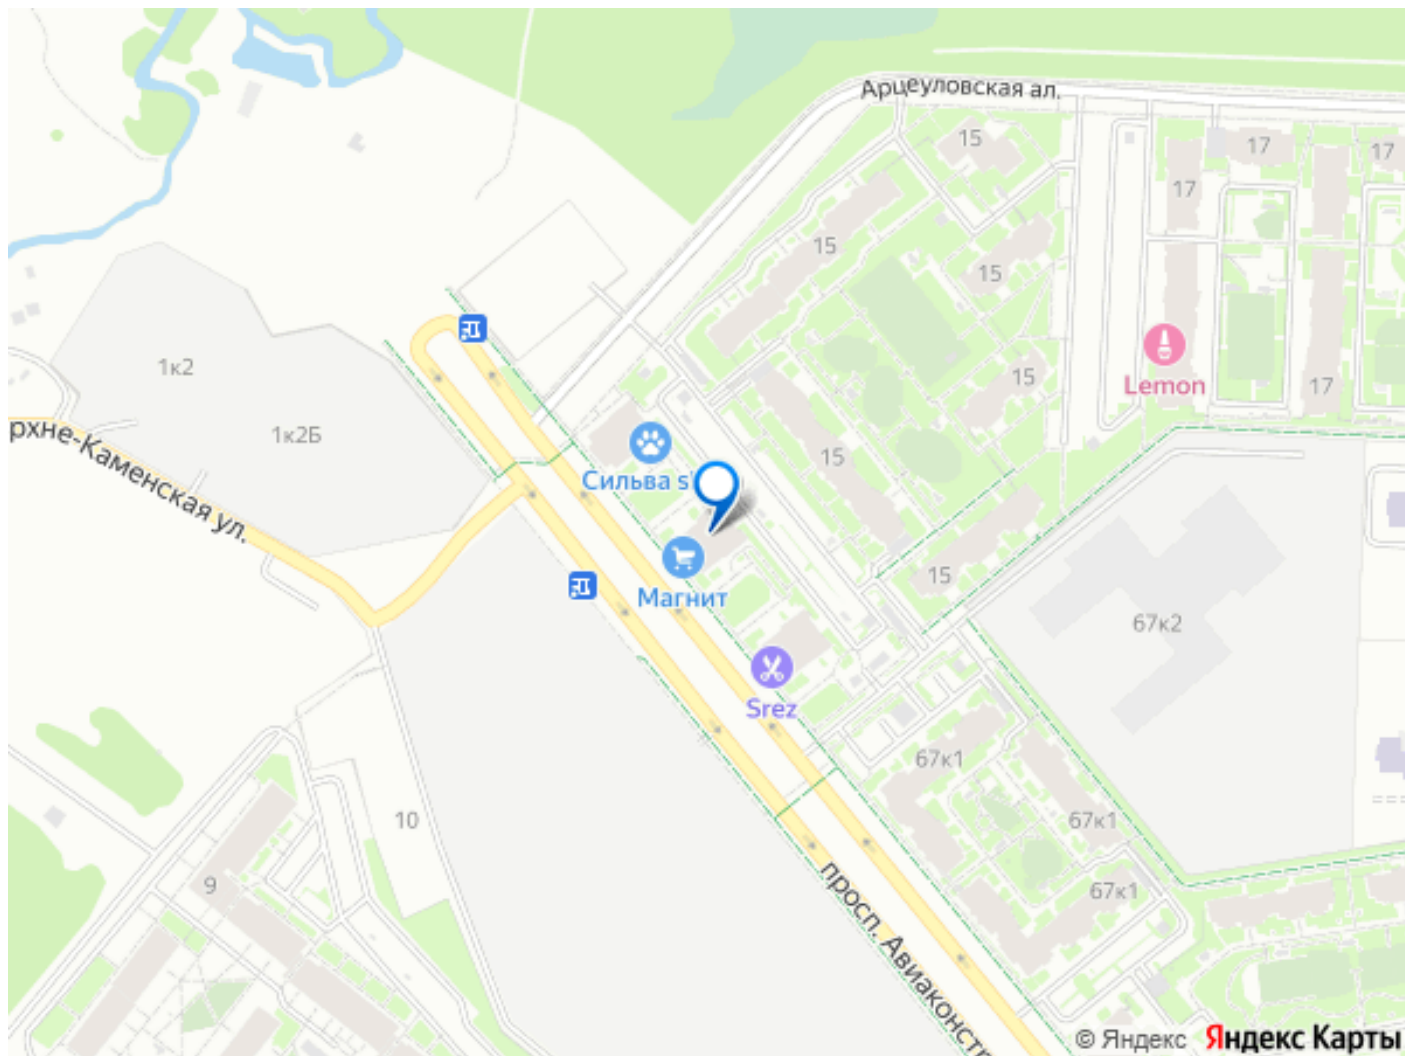 Арцеуловская ал.
15
17
17
17
15
15
15
17
Lemon
1к2
1к2Б
рхне-Каменская ул.
15
Сильва s
Магнит
15
67к2
Srez
67к1
67к1
67к1
10
9
просп. Авиаконст
© Яндекс Яндекс Карты